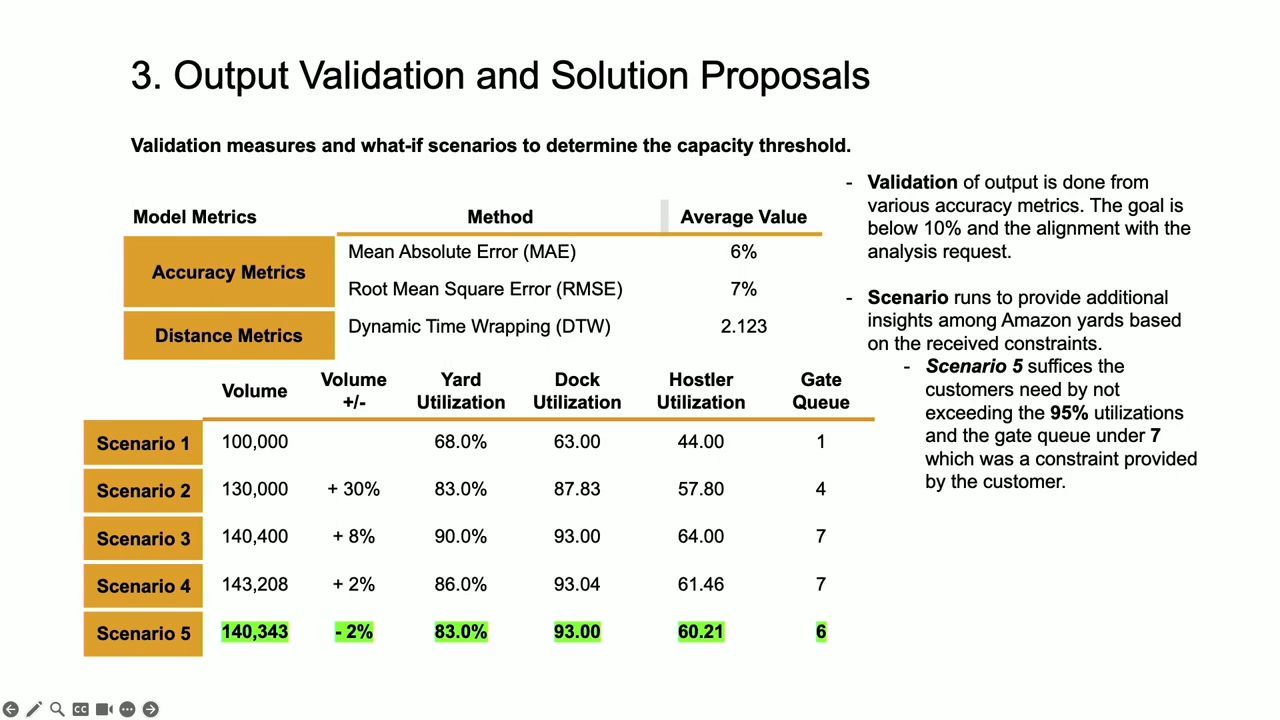 3. Output Validation and Solution Proposals
Validation measures and what-if scenarios to determine the capacity threshold.
Model Metrics Method Average Value
Accuracy Metrics
Mean Absolute Error (MAE) 6%
Root Mean Square Error (RMSE) 7%
Distance Metrics
Dynamic Time Wrapping (DTW) 2.123
Volume
Volume
+/-
Yard
Utilization
Dock
Utilization
Hostler
Utilization
Gate
Queue
Scenario 1 100,000 68.0% 63.00 44.00 1
Scenario 2 130,000 + 30% 83.0% 87.83 57.80 4
Scenario 3 140,400 + 8% 90.0% 93.00 64.00 7
Scenario 4 143,208 + 2% 86.0% 93.04 61.46 7
Scenario 5 140,343 - 2% 83.0% 93.00 60.21 6
- Validation of output is done from
various accuracy metrics. The goal is
below 10% and the alignment with the
analysis request.
- Scenario runs to provide additional
insights among Amazon yards based
on the received constraints.
- Scenario 5 suffices the
customers need by not
exceeding the 95% utilizations
and the gate queue under 7
which was a constraint provided
by the customer.
CC